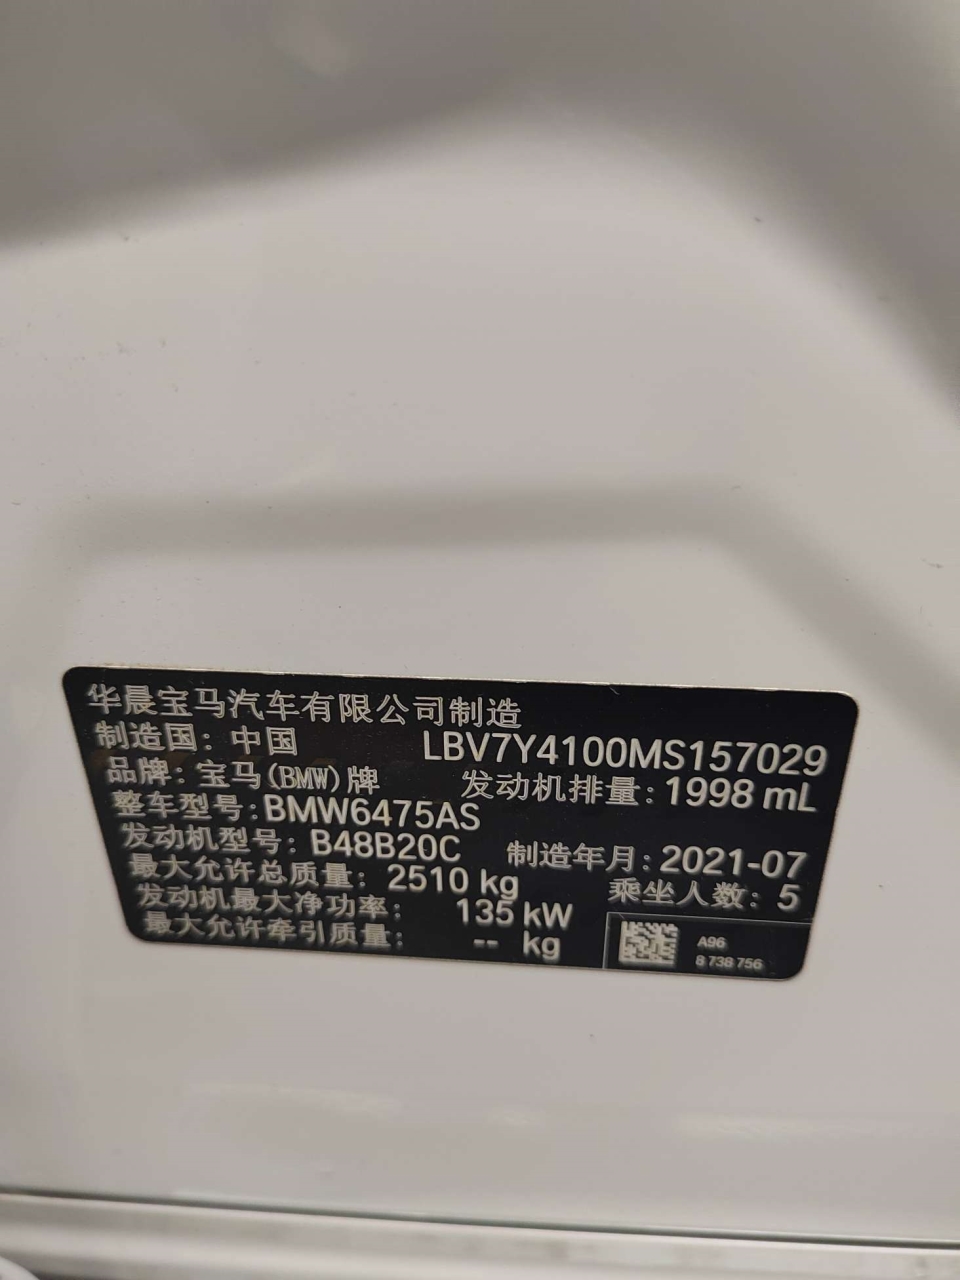 华晨宝马汽车有限公司制造
制造国：中国
LBV7Y4100MS157029
品牌：宝马(BMW)牌
发动机排量：1998 mL
整车型号：BMW6475AS
发动机型号：B48B20C
制造年月：2021-07
最大允许总质量：2510 kg
乘坐人数：5
发动机最大净功率：135 kW
最大允许牵引质量：-- kg
A96
8 738 756